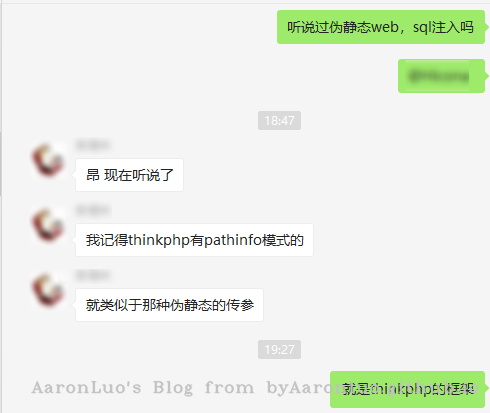 听说过伪静态web，sql注入吗
18:47
昂 现在听说了
我记得thinkphp有pathinfo模式的
就类似于那种伪静态的传参
19:27
就是thinkphp的框架
AaronLuo's Blog from byAaron